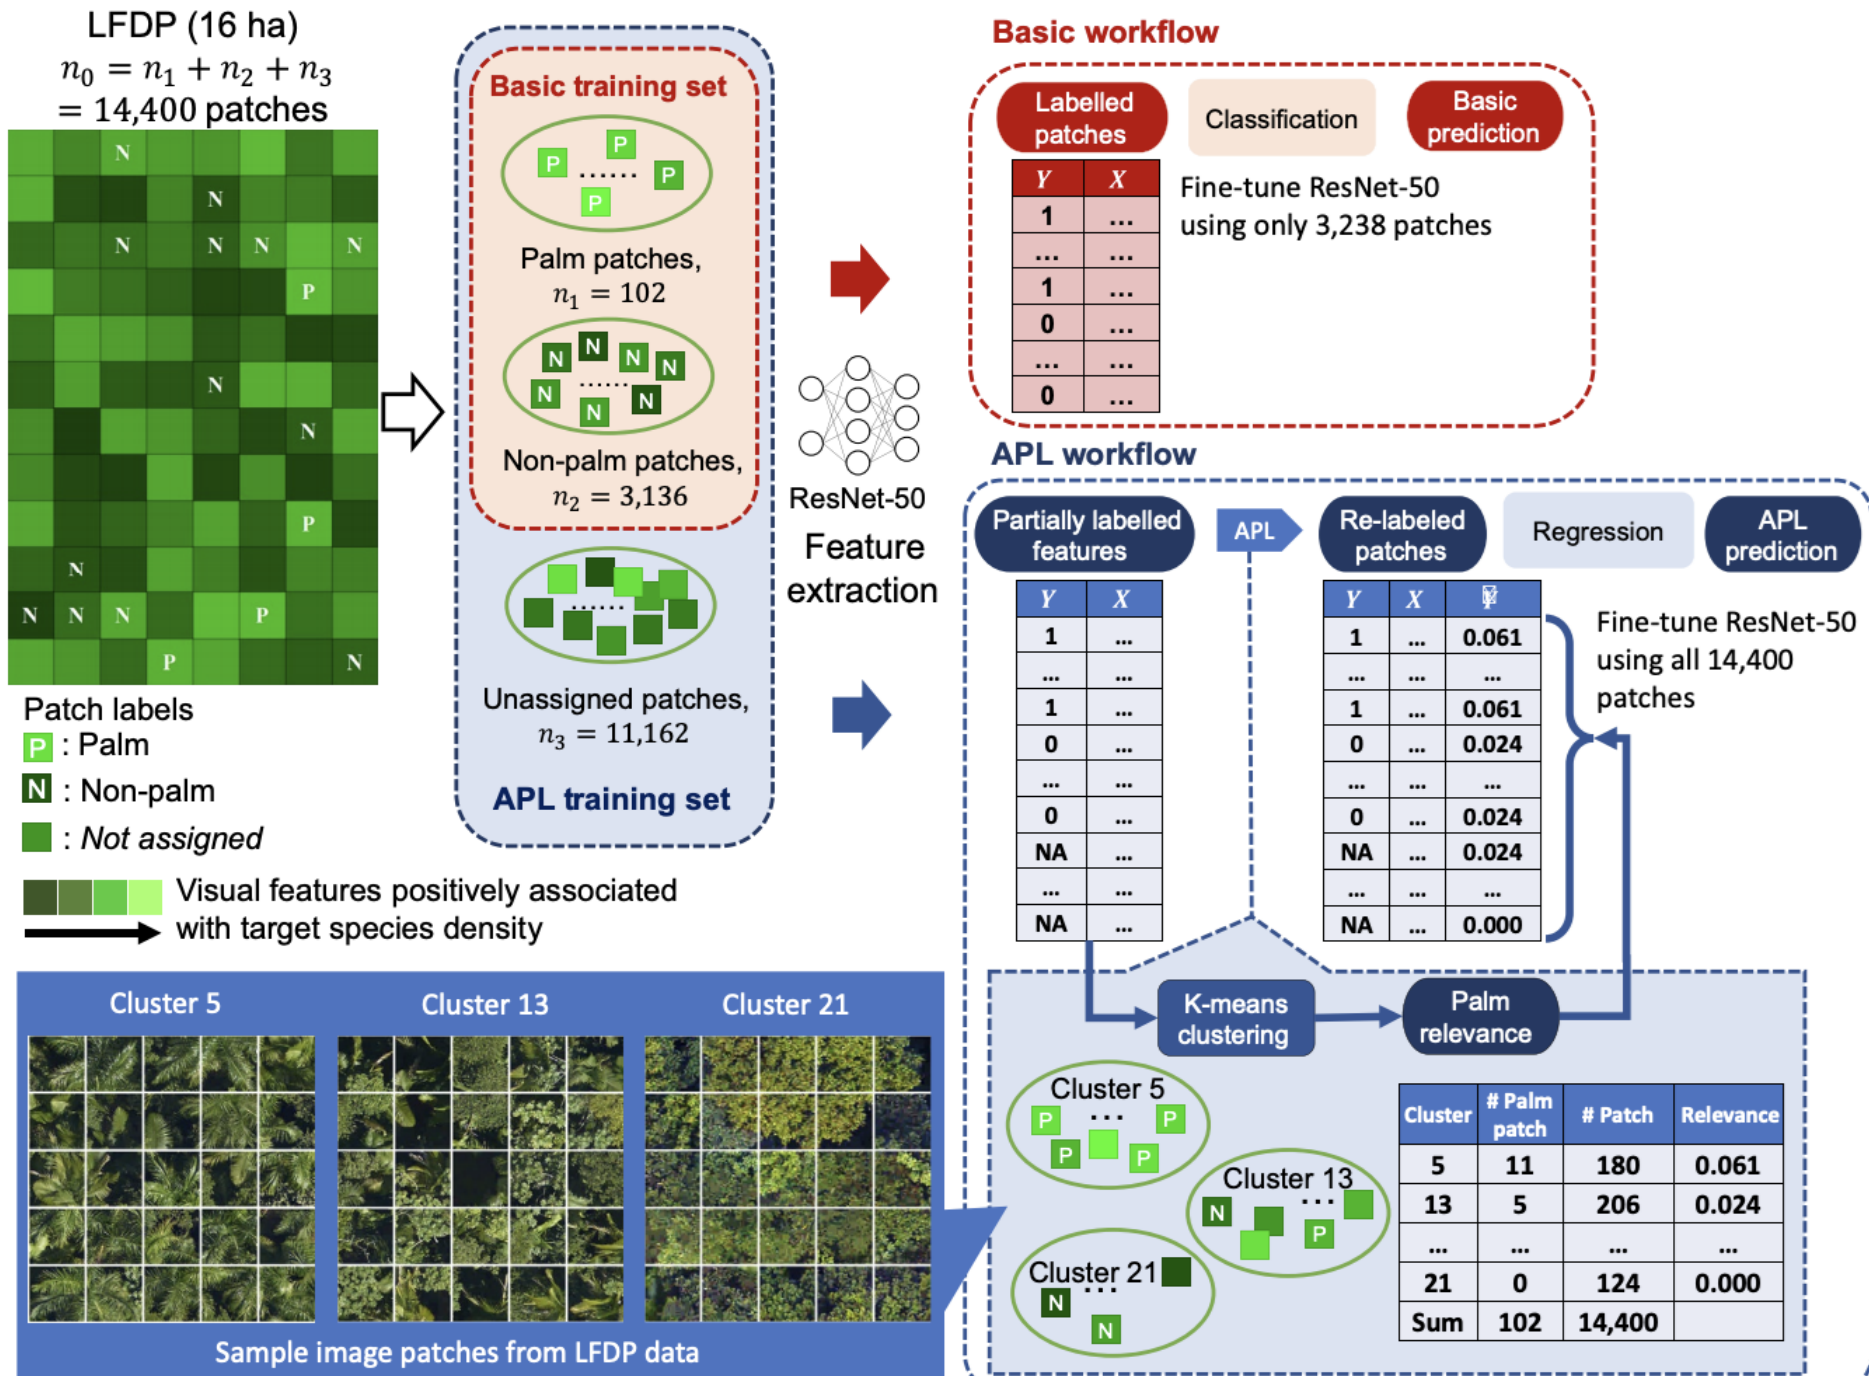 LFDP (16 ha)
n₀ = n₁ + n₂ + n₃
= 14,400 patches
N
N
N N N N
P
N
N
P
N
N N N P
P N
Patch labels
P : Palm
N : Non-palm
: Not assigned
Visual features positively associated
with target species density
Basic training set
P P P P ......
Palm patches,
n₁ = 102
N N N N N N N ......
Non-palm patches,
n₂ = 3,136
......
Unassigned patches,
n₃ = 11,162
APL training set
ResNet-50
Feature
extraction
Basic workflow
Labelled
patches
Classification
Basic
prediction
Y X
1 ...
... ...
1 ...
0 ...
... ...
0 ...
Fine-tune ResNet-50
using only 3,238 patches
APL workflow
Partially labelled
features
APL
Re-labeled
patches
Regression
APL
prediction
Y X
1 ...
... ...
1 ...
0 ...
... ...
0 ...
NA ...
... ...
NA ...
Y X
1 ... 0.061
... ... ...
1 ... 0.061
0 ... 0.024
... ... ...
0 ... 0.024
NA ... 0.024
... ... ...
NA ... 0.000
Fine-tune ResNet-50
using all 14,400
patches
K-means
clustering
Palm
relevance
Cluster 5
P ... P
P P
Cluster 13
N ... P
Cluster 21
N ...
N
Cluster # Palm patch # Patch Relevance
5 11 180 0.061
13 5 206 0.024
... ... ... ...
21 0 124 0.000
Sum 102 14,400
Cluster 5 Cluster 13 Cluster 21
Sample image patches from LFDP data